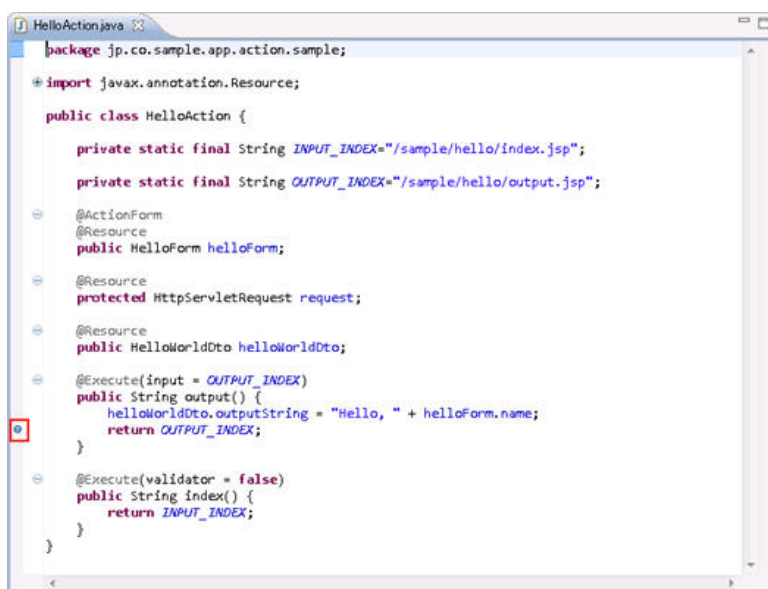 HelloAction.java
package jp.co.sample.app.action.sample;
import javax.annotation.Resource;
public class HelloAction {
private static final String INPUT_INDEX="/sample/hello/index.jsp";
private static final String OUTPUT_INDEX="/sample/hello/output.jsp";
@ActionForm
@Resource
public HelloForm helloForm;
@Resource
protected HttpServletRequest request;
@Resource
public HelloWorldDto helloWorldDto;
@Execute(input = OUTPUT_INDEX)
public String output() {
helloWorldDto.outputString = "Hello, " + helloForm.name;
return OUTPUT_INDEX;
}
@Execute(validator = false)
public String index() {
return INPUT_INDEX;
}
}